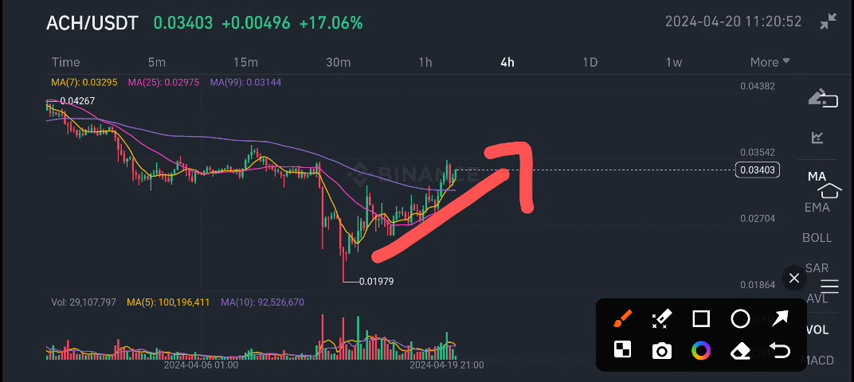 ACH/USDT 0.03403 +0.00496 +17.06% 2024-04-20 11:20:52
Time 5m 15m 30m 1h 4h 1D 1w More
MA(7): 0.03295 MA(25): 0.02975 MA(99): 0.03144
0.04382
0.04267
0.03542
BINANCE
0.03403
MA
EMA
0.02704
BOLL
SAR
0.01979
0.01864
AVL
Vol: 29,107,797 MA(5): 100,196,411 MA(10): 92,526,670
VOL
MACD
2024-04-06 01:00 2024-04-19 21:00